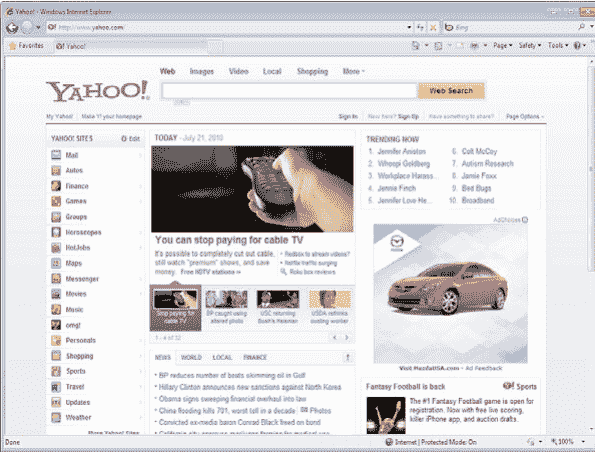 Yahoo! - Windows Internet Explorer
http://www.yahoo.com/
Bing
Favorites
Yahoo!
Page
Safety
Tools
YAHOO!
Web Images Video Local Shopping More
Web Search
My Yahoo! Make Y! your homepage
Sign In New here? Sign Up Have something to share? Page Options
YAHOO! SITES Edit
Mail
Autos
Finance
Games
Groups
Horoscopes
HotJobs
Maps
Messenger
Movies
Music
omg!
Personals
Shopping
Sports
Travel
Updates
Weather
More Yahoo! Sites
TODAY - July 21, 2010
You can stop paying for cable TV
It's possible to completely cut out cable,
still watch "premium" shows, and save
money. Free HDTV stations »
• Redbox to stream videos?
• Netflix traffic surging
Roku box reviews
Stop paying
for cable TV
BP caught using
altered photo
USC returning
Bush's Heisman
USDA rethinks
ousting worker
1 - 4 of 32
NEWS WORLD LOCAL FINANCE
• BP reduces number of boats skimming oil in Gulf
• Hillary Clinton announces new sanctions against North Korea
• Obama signs sweeping financial overhaul into law
• China flooding kills 701, worst toll in a decade Photos
• Convicted ex-media baron Conrad Black freed on bond
TRENDING NOW
1. Jennifer Aniston
2. Whoopi Goldberg
3. Workplace Harass...
4. Jennie Finch
5. Jennifer Love He...
6. Colt McCoy
7. Autism Research
8. Jamie Foxx
9. Bed Bugs
10. Broadband
AdChoices
Visit MazdaUSA.com - Ad Feedback
Fantasy Football is back
Sports
The #1 Fantasy Football game is open for
registration. Now with free live scoring,
killer iPhone app, and auction drafts.
Done
Internet | Protected Mode: On
100%